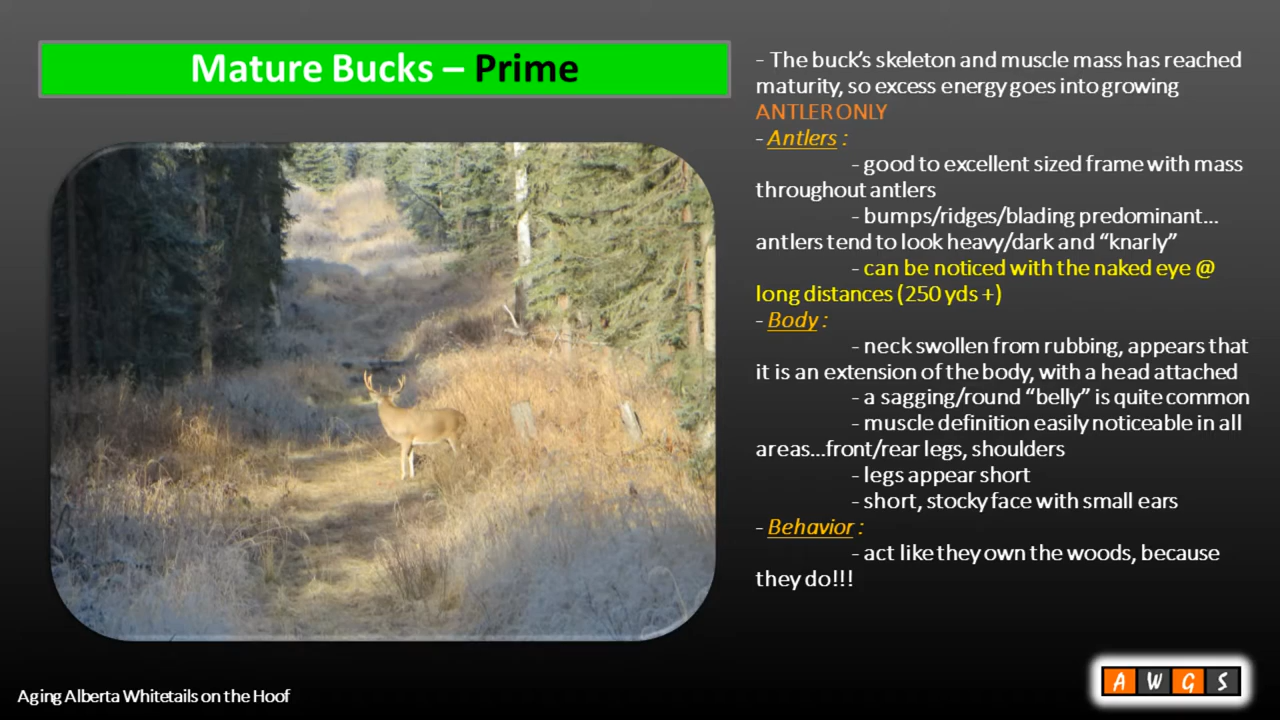 Mature Bucks – Prime
- The buck's skeleton and muscle mass has reached
maturity, so excess energy goes into growing
ANTLER ONLY
- Antlers :
- good to excellent sized frame with mass
throughout antlers
- bumps/ridges/blading predominant...
antlers tend to look heavy/dark and “knarly”
- can be noticed with the naked eye @
long distances (250 yds +)
- Body :
- neck swollen from rubbing, appears that
it is an extension of the body, with a head attached
- a sagging/round “belly” is quite common
- muscle definition easily noticeable in all
areas...front/rear legs, shoulders
- legs appear short
- short, stocky face with small ears
- Behavior :
- act like they own the woods, because
they do!!!
Aging Alberta Whitetails on the Hoof
A W G S